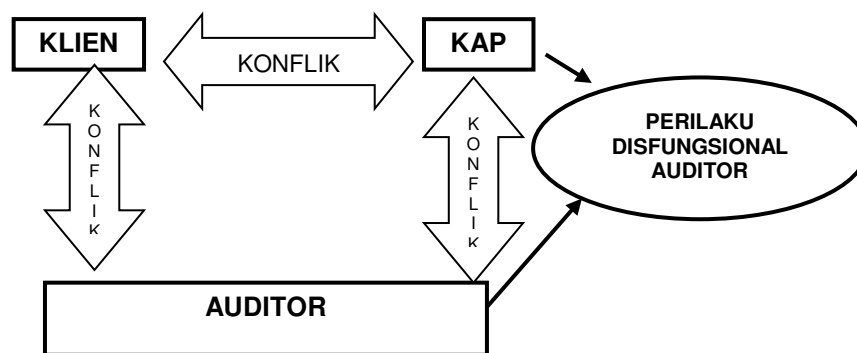 KLIEN
KONFLIK
KAP
KONFLIK
KONFLIK
PERILAKU
DISFUNGSIONAL
AUDITOR
AUDITOR